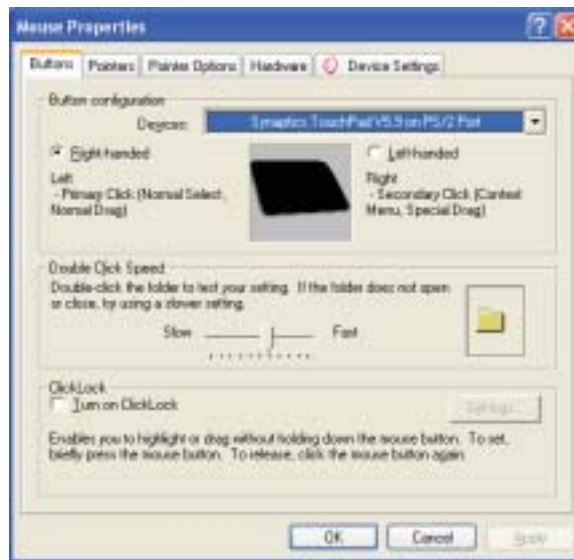 Mouse Properties
Buttons Pointers Pointer Options Hardware Device Settings
Button configuration
Devices: Synaptics TouchPad V5.9 on PS/2 Port
Right-handed Left-handed
Left Right
- Primary Click (Normal Select, - Secondary Click (Context
Normal Drag) Menu, Special Drag)
Double Click Speed
Double-click the folder to test your setting. If the folder does not open
or close, try using a slower setting.
Slow Fast
ClickLock
Turn on ClickLock Settings...
Enables you to highlight or drag without holding down the mouse button. To set,
briefly press the mouse button. To release, click the mouse button again.
OK Cancel Apply